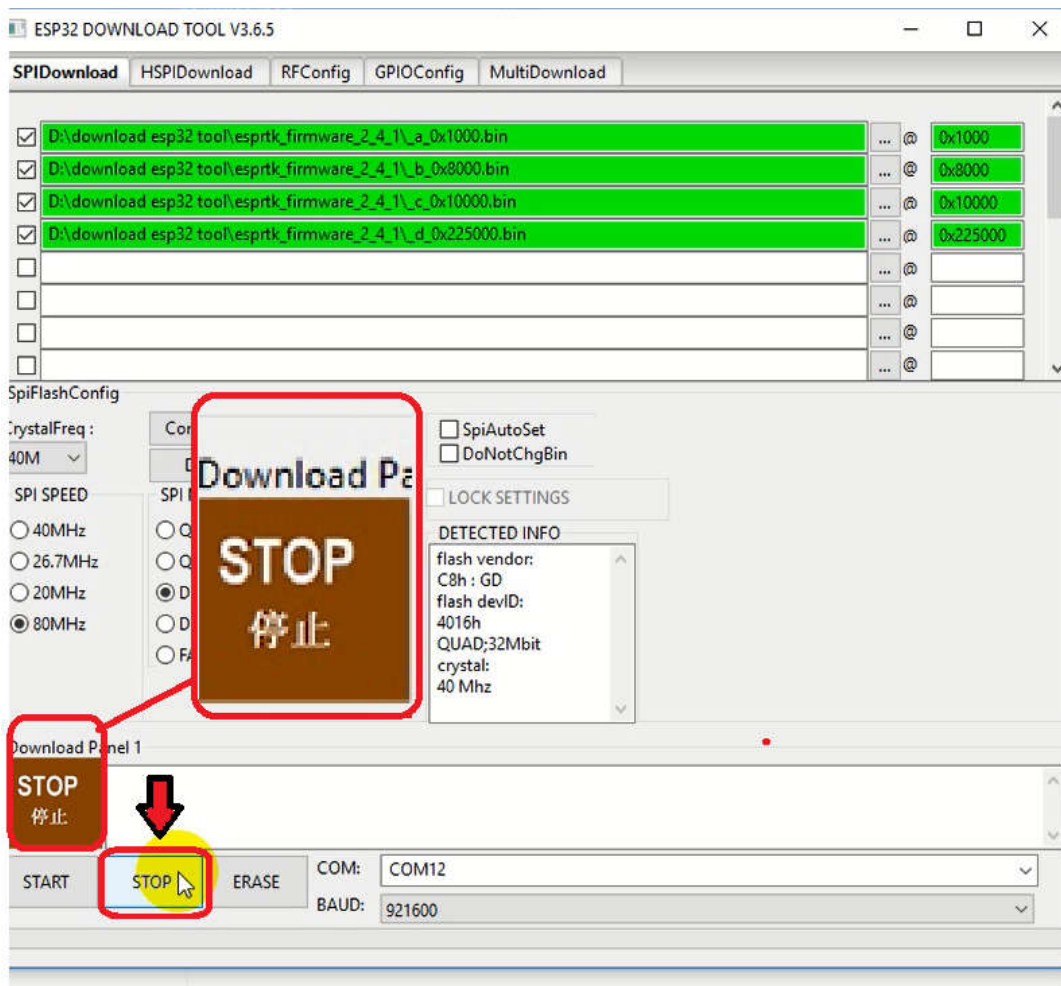 ESP32 DOWNLOAD TOOL V3.6.5
SPIDownload HSPIDownload RFConfig GPIOConfig MultiDownload
D:\download esp32 tool\esprtk_firmware_2_4_1\_a_0x1000.bin ... @ 0x1000
D:\download esp32 tool\esprtk_firmware_2_4_1\_b_0x8000.bin ... @ 0x8000
D:\download esp32 tool\esprtk_firmware_2_4_1\_c_0x10000.bin ... @ 0x10000
D:\download esp32 tool\esprtk_firmware_2_4_1\_d_0x225000.bin ... @ 0x225000
... @
... @
... @
... @
SpiFlashConfig
CrystalFreq :
40M
SPI SPEED
40MHz
26.7MHz
20MHz
80MHz
Download Pa
STOP
停止
SpiAutoSet
DoNotChgBin
LOCK SETTINGS
DETECTED INFO
flash vendor:
C8h : GD
flash devID:
4016h
QUAD;32Mbit
crystal:
40 Mhz
Download Panel 1
STOP
停止
START STOP ERASE
COM: COM12
BAUD: 921600